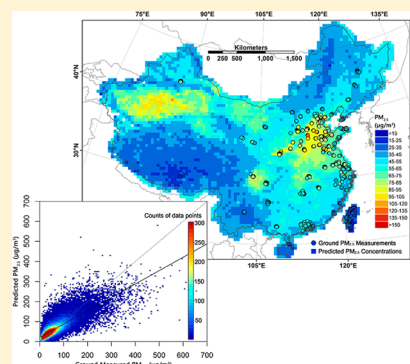 75°E 90°E 105°E 120°E 135°E
Kilometers
0 250 500 1,000 1,500
40°N
30°N
PM2.5
(μg/m³)
<15
15-25
25-35
35-45
45-55
55-65
65-75
75-85
85-95
95-105
105-120
120-135
135-150
>150
Ground PM2.5 Measurements
Predicted PM2.5 Concentrations
105°E 120°E
Counts of data points
300
250
200
150
100
50
Predicted PM2.5 (μg/m³)
700
600
500
400
300
200
100
0
0 100 200 300 400 500 600 700